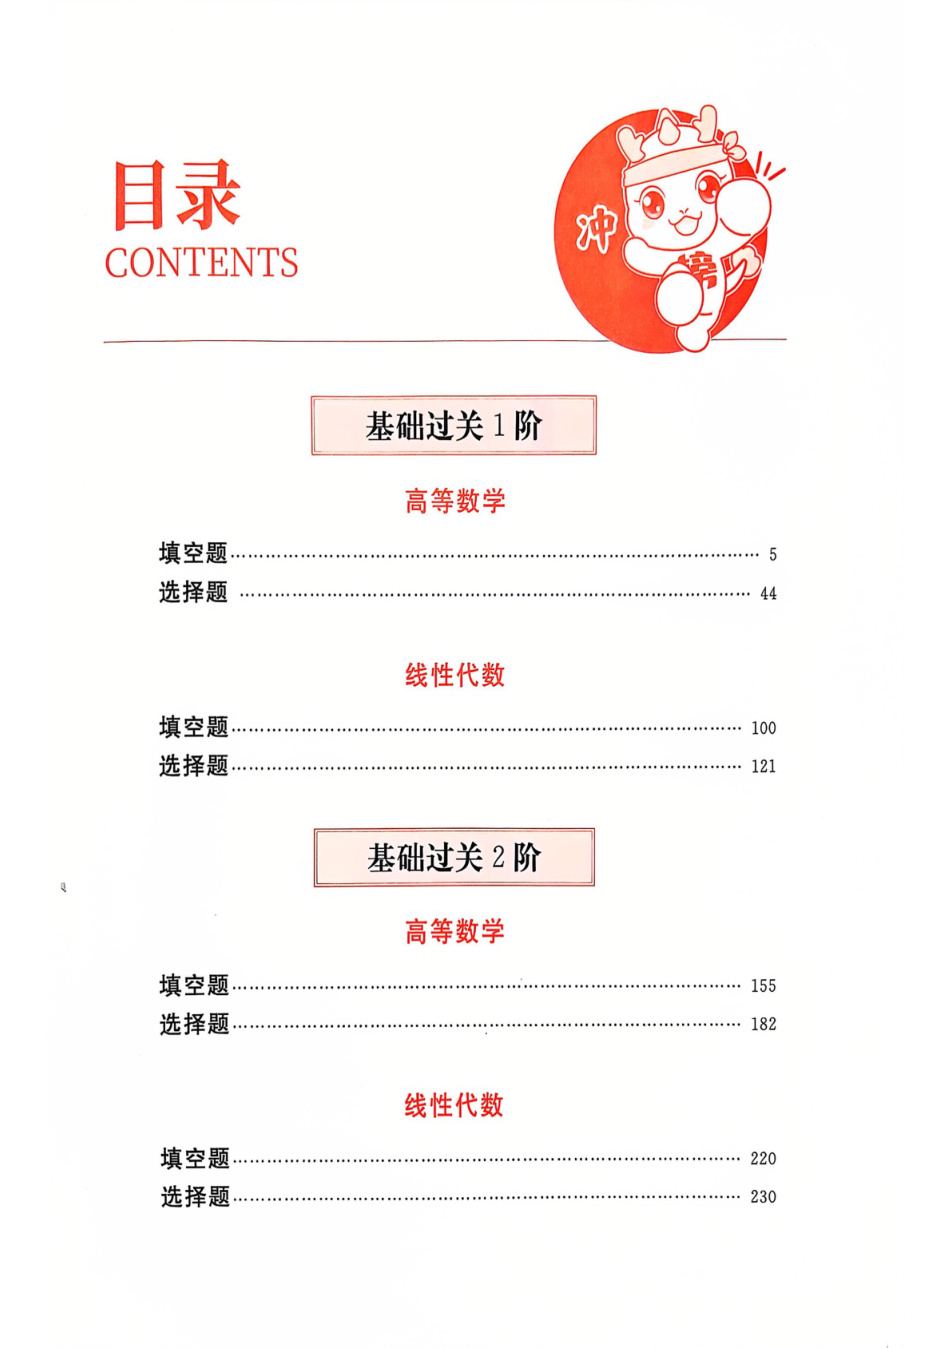 目录
CONTENTS
冲
榜
基础过关1阶
高等数学
填空题……………………………………………………………………………… 5
选择题 …………………………………………………………………………… 44
线性代数
填空题…………………………………………………………………………… 100
选择题…………………………………………………………………………… 121
基础过关2阶
高等数学
填空题…………………………………………………………………………… 155
选择题…………………………………………………………………………… 182
线性代数
填空题…………………………………………………………………………… 220
选择题…………………………………………………………………………… 230